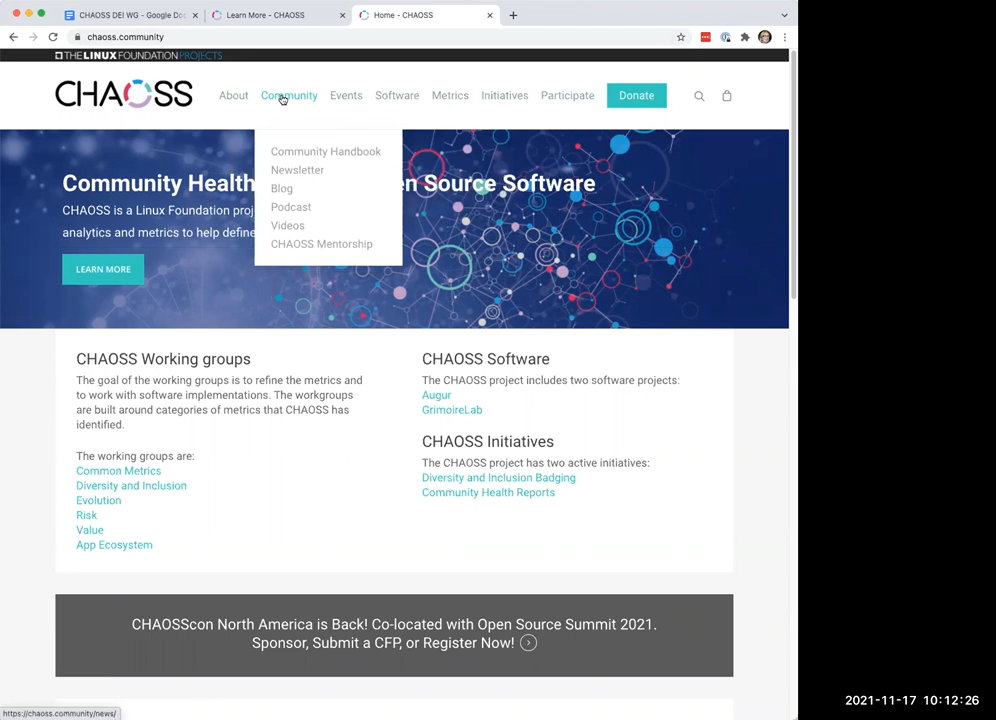 CHAOSS DEI WG - Google Do
Learn More - CHAOSS
Home - CHAOSS
chaoss.community
THE LINUX FOUNDATION PROJECTS
CHAOSS
About Community Events Software Metrics Initiatives Participate Donate
Community Handbook
Newsletter
Blog
Podcast
Videos
CHAOSS Mentorship
Community Health en Source Software
CHAOSS is a Linux Foundation proj
analytics and metrics to help define
LEARN MORE
CHAOSS Working groups
The goal of the working groups is to refine the metrics and
to work with software implementations. The workgroups
are built around categories of metrics that CHAOSS has
identified.
The working groups are:
Common Metrics
Diversity and Inclusion
Evolution
Risk
Value
App Ecosystem
CHAOSS Software
The CHAOSS project includes two software projects:
Augur
GrimoireLab
CHAOSS Initiatives
The CHAOSS project has two active initiatives:
Diversity and Inclusion Badging
Community Health Reports
CHAOSScon North America is Back! Co-located with Open Source Summit 2021.
Sponsor, Submit a CFP, or Register Now!
https://chaoss.community/news/
2021-11-17 10:12:26